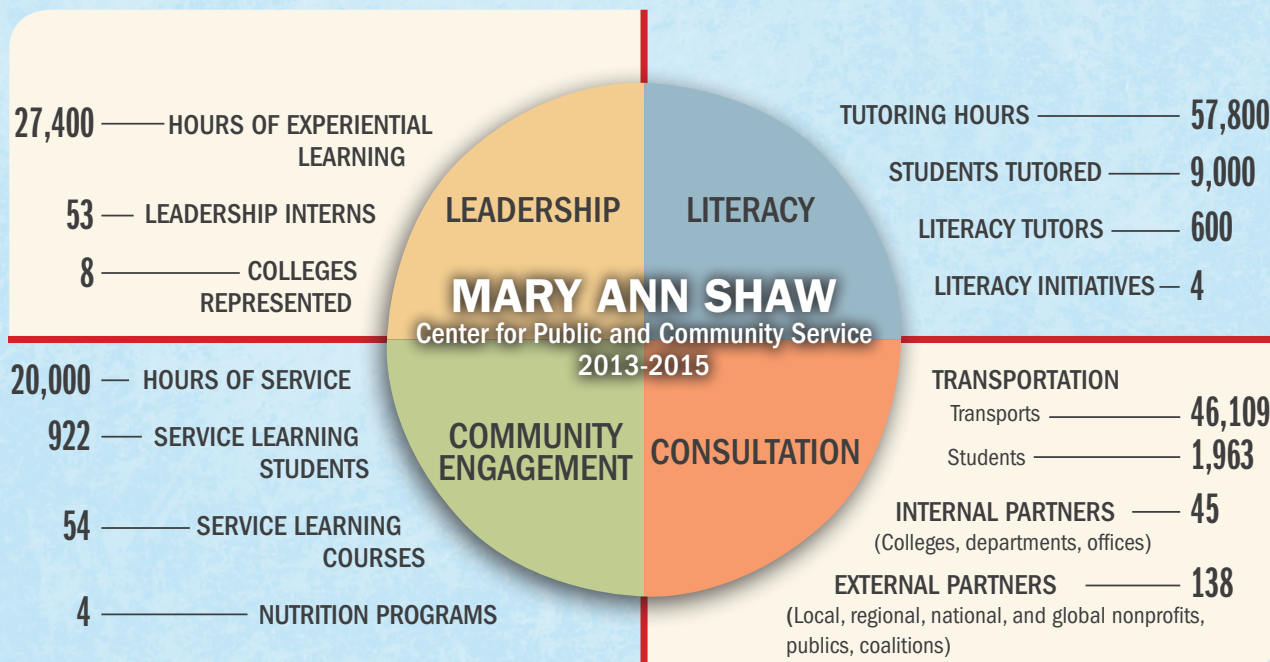 27,400 HOURS OF EXPERIENTIAL
LEARNING
53 LEADERSHIP INTERNS
8 COLLEGES
REPRESENTED
LEADERSHIP
LITERACY
TUTORING HOURS 57,800
STUDENTS TUTORED 9,000
LITERACY TUTORS 600
LITERACY INITIATIVES 4
MARY ANN SHAW
Center for Public and Community Service
2013-2015
20,000 HOURS OF SERVICE
922 SERVICE LEARNING
STUDENTS
54 SERVICE LEARNING
COURSES
4 NUTRITION PROGRAMS
COMMUNITY
ENGAGEMENT
CONSULTATION
TRANSPORTATION
Transports 46,109
Students 1,963
INTERNAL PARTNERS 45
(Colleges, departments, offices)
EXTERNAL PARTNERS 138
(Local, regional, national, and global nonprofits,
publics, coalitions)